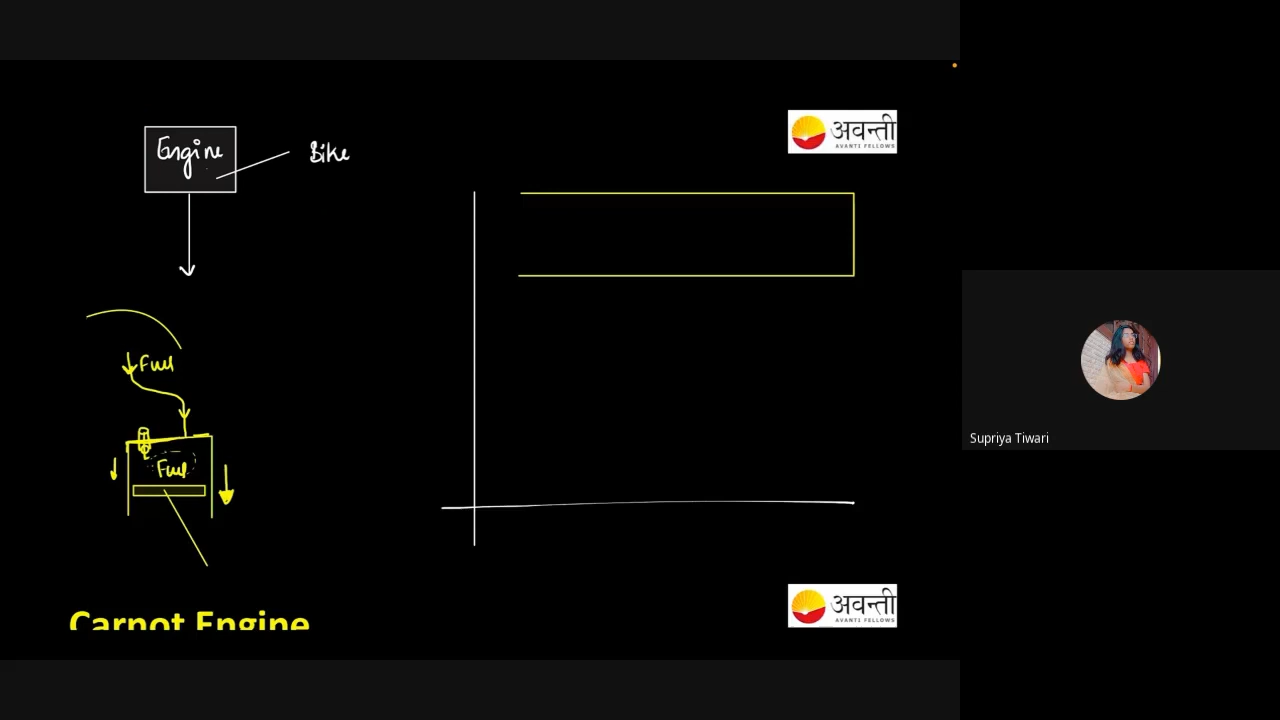 अवन्ती
AVANTI FELLOWS
Engine
Bike
Fuel
Fuel
Supriya Tiwari
Carnot Engine
अवन्ती
AVANTI FELLOWS